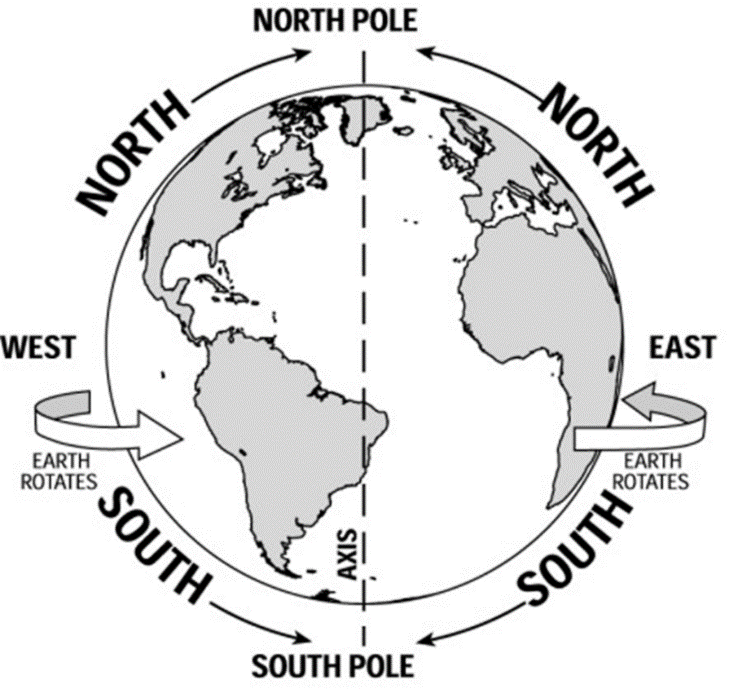 NORTH POLE
NORTH
NORTH
WEST
EAST
EARTH
ROTATES
EARTH
ROTATES
SOUTH
SOUTH
AXIS
SOUTH POLE